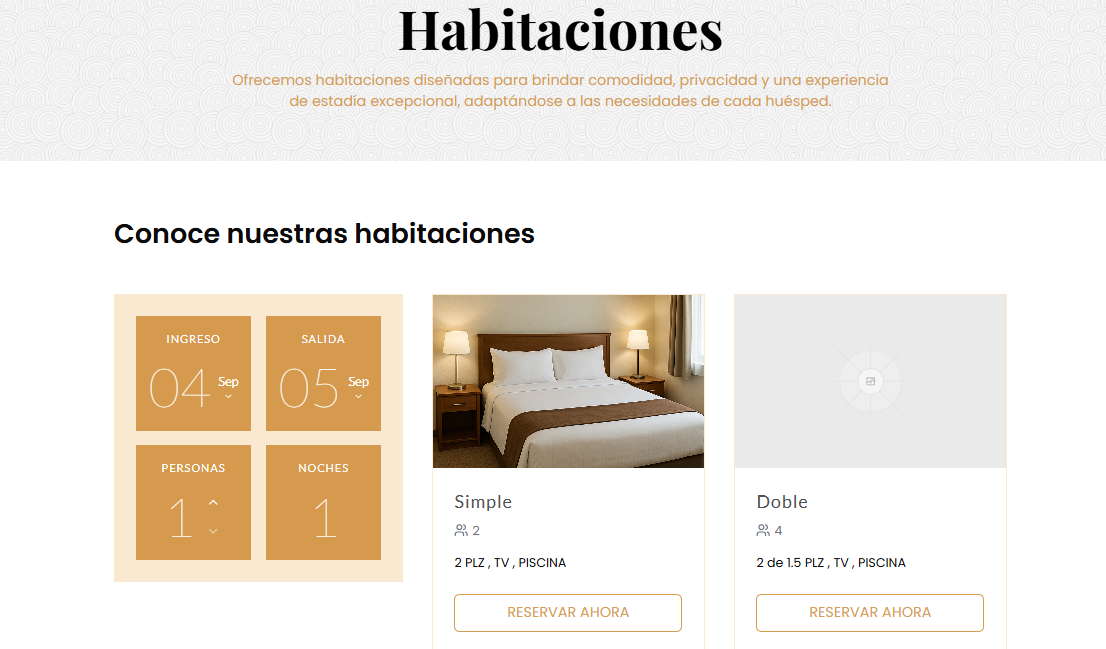 Habitaciones
Ofrecemos habitaciones diseñadas para brindar comodidad, privacidad y una experiencia
de estadía excepcional, adaptándose a las necesidades de cada huésped.
Conoce nuestras habitaciones
INGRESO
04 Sep
SALIDA
05 Sep
PERSONAS
1
NOCHES
1
Simple
2
2 PLZ , TV , PISCINA
RESERVAR AHORA
Doble
4
2 de 1.5 PLZ , TV , PISCINA
RESERVAR AHORA